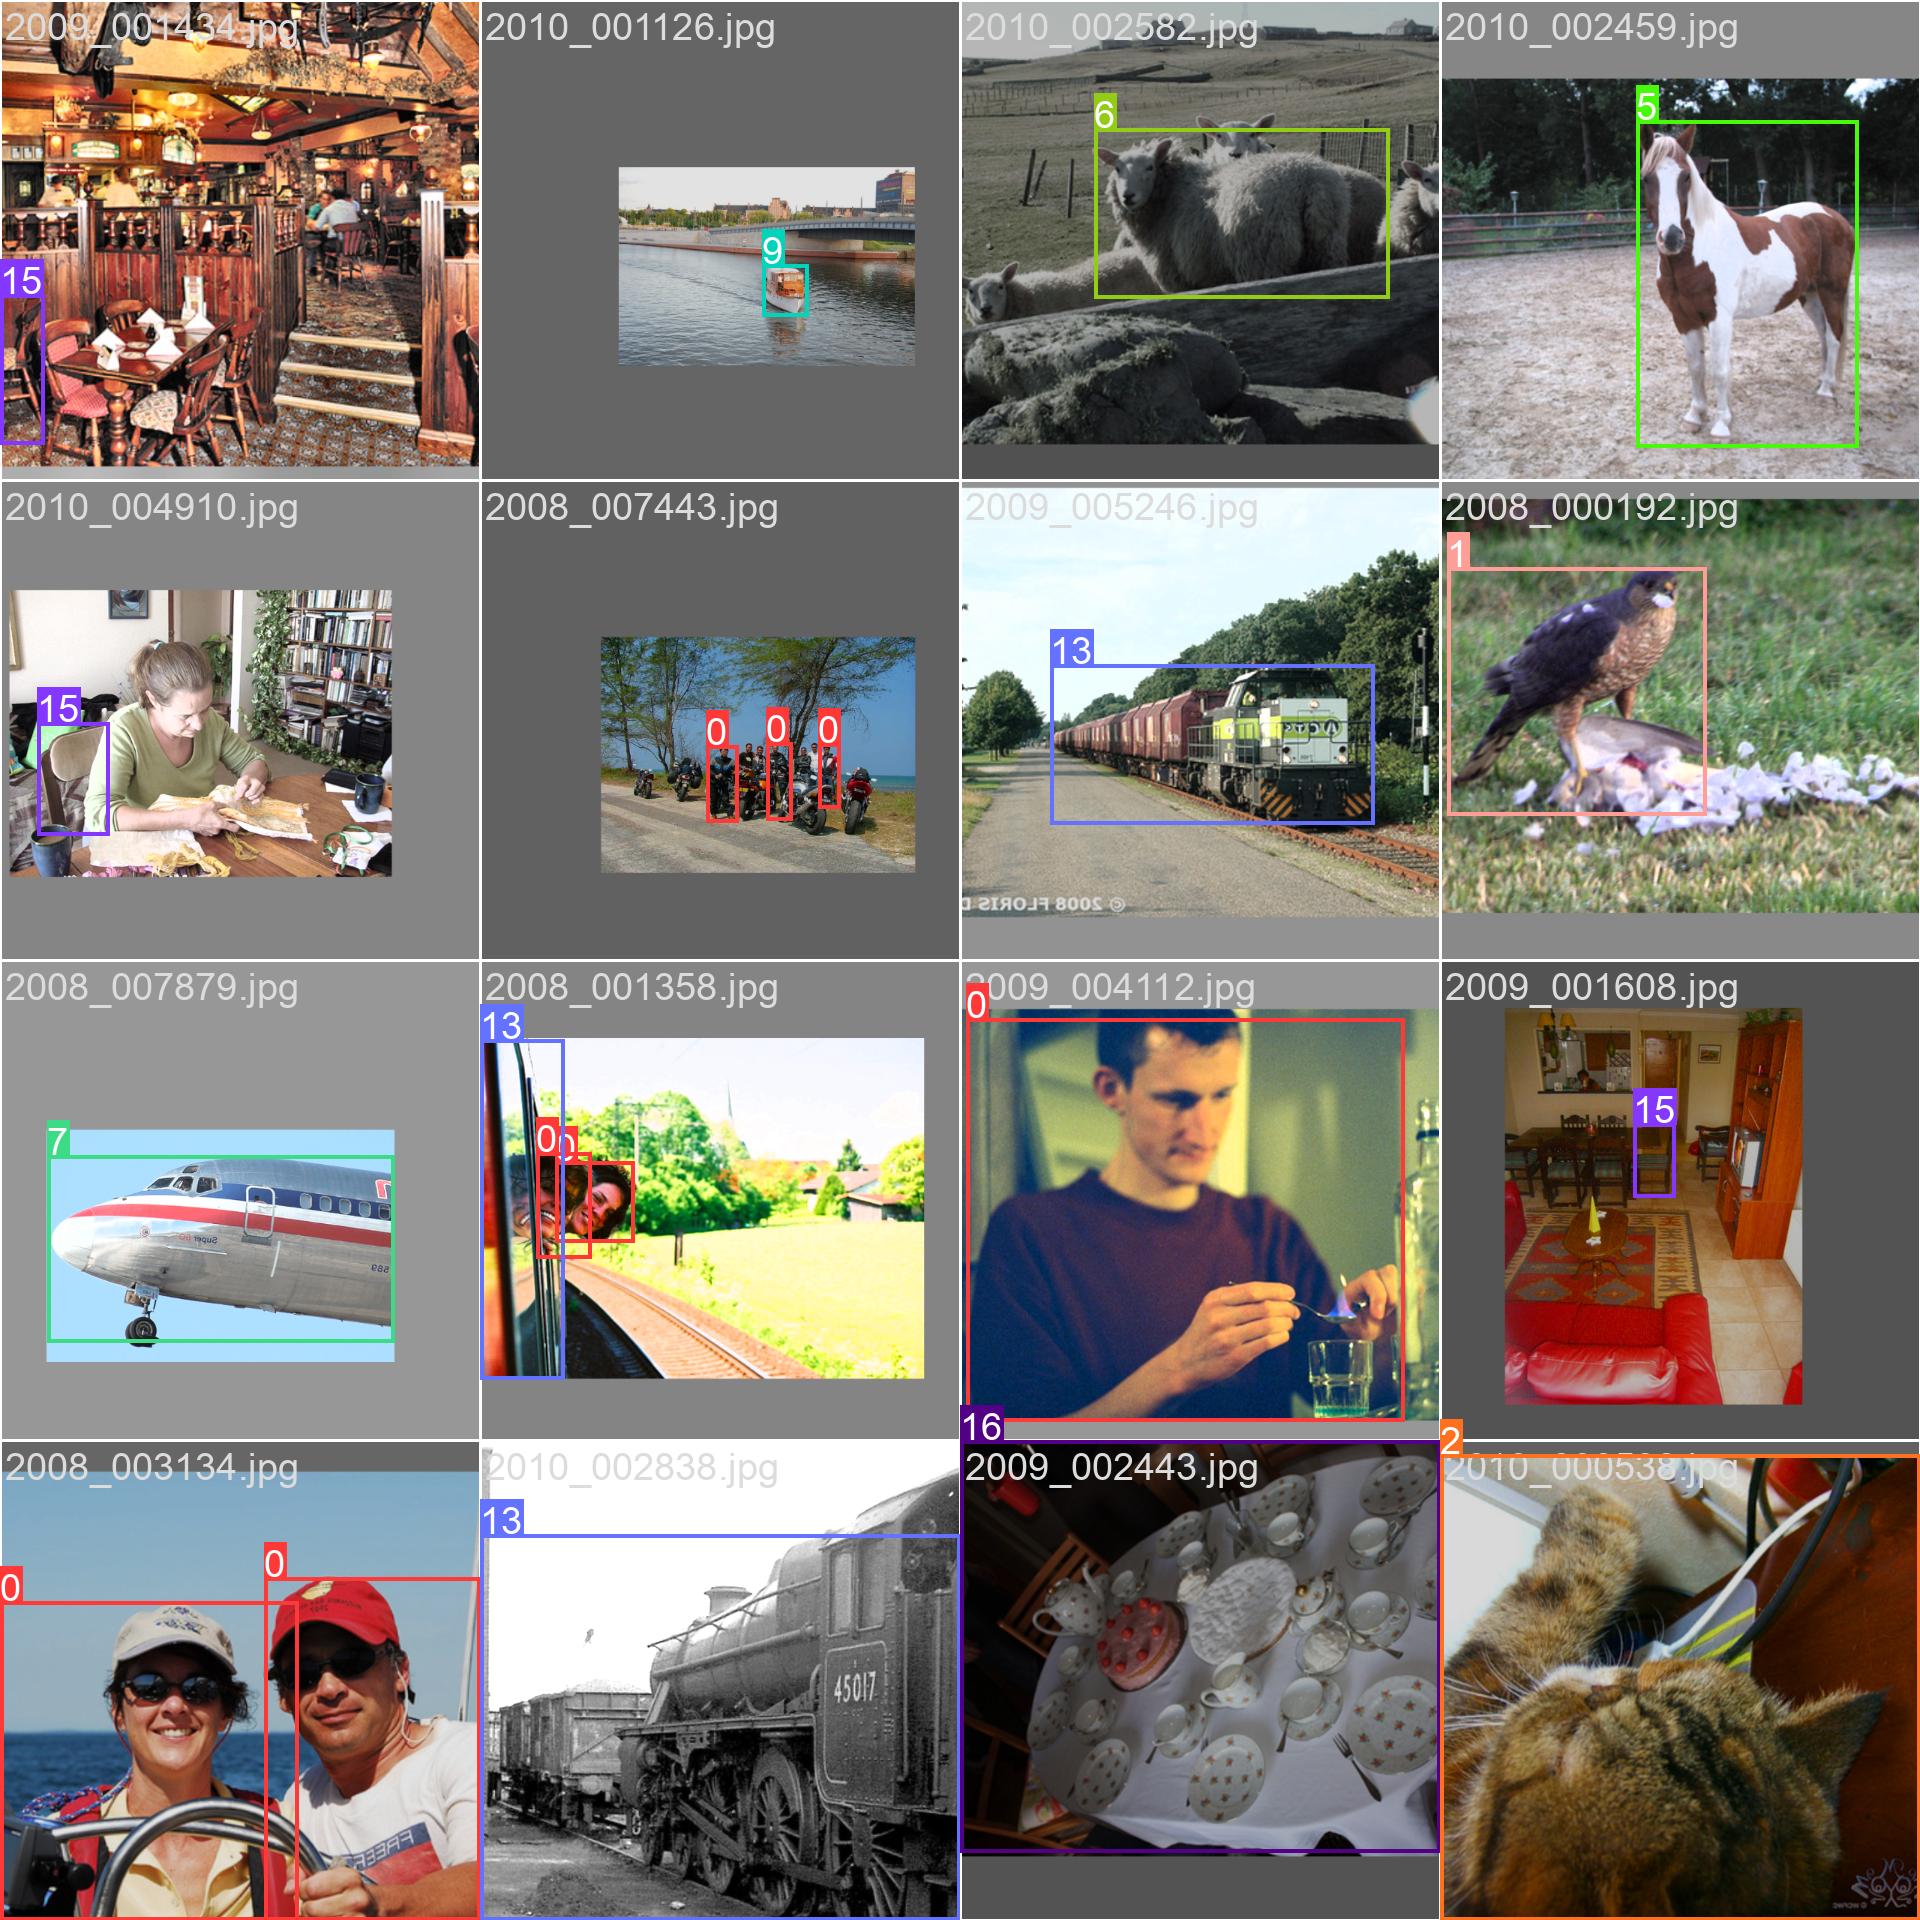 2009_001434.jpg
2010_001126.jpg
2010_002582.jpg
2010_002459.jpg
6
5
9
15
2010_004910.jpg
2008_007443.jpg
2009_005246.jpg
2008_000192.jpg
1
13
15
0
0
0
© 2008 FLORIS D
2008_007879.jpg
2008_001358.jpg
2009_004112.jpg
2009_001608.jpg
0
13
15
7
0
0
Super 80
589
16
2
2008_003134.jpg
2010_002838.jpg
2009_002443.jpg
2010_000538.jpg
13
0
0
45017
FREE